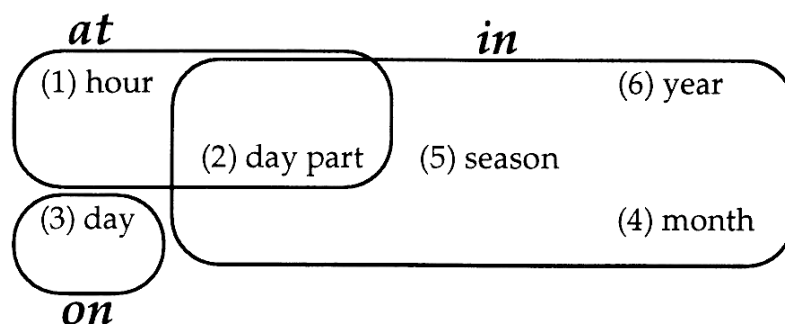 at in
(1) hour (6) year
(2) day part (5) season
(3) day (4) month
on